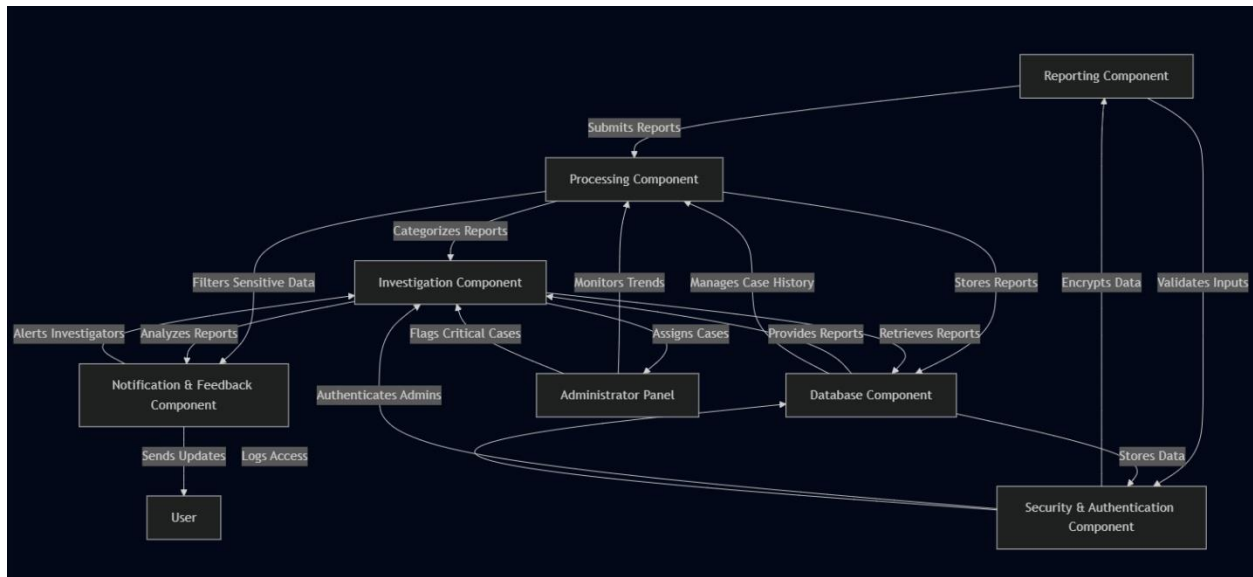 Reporting Component
Submits Reports
Processing Component
Categorizes Reports
Investigation Component
Filters Sensitive Data
Monitors Trends
Manages Case History
Stores Reports
Encrypts Data
Validates Inputs
Alerts Investigators
Analyzes Reports
Flags Critical Cases
Assigns Cases
Provides Reports
Retrieves Reports
Notification & Feedback
Component
Authenticates Admins
Administrator Panel
Database Component
Sends Updates
Logs Access
Stores Data
User
Security & Authentication
Component